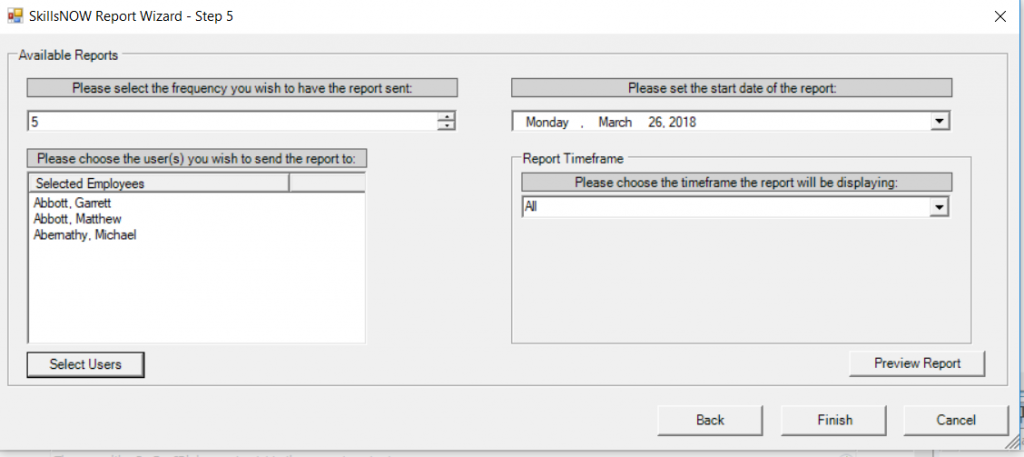 SkillsNOW Report Wizard - Step 5
Available Reports
Please select the frequency you wish to have the report sent:
5
Please choose the user(s) you wish to send the report to:
Selected Employees
Abbott, Garrett
Abbott, Matthew
Abernathy, Michael
Select Users
Please set the start date of the report:
Monday , March 26, 2018
Report Timeframe
Please choose the timeframe the report will be displaying:
All
Preview Report
Back
Finish
Cancel